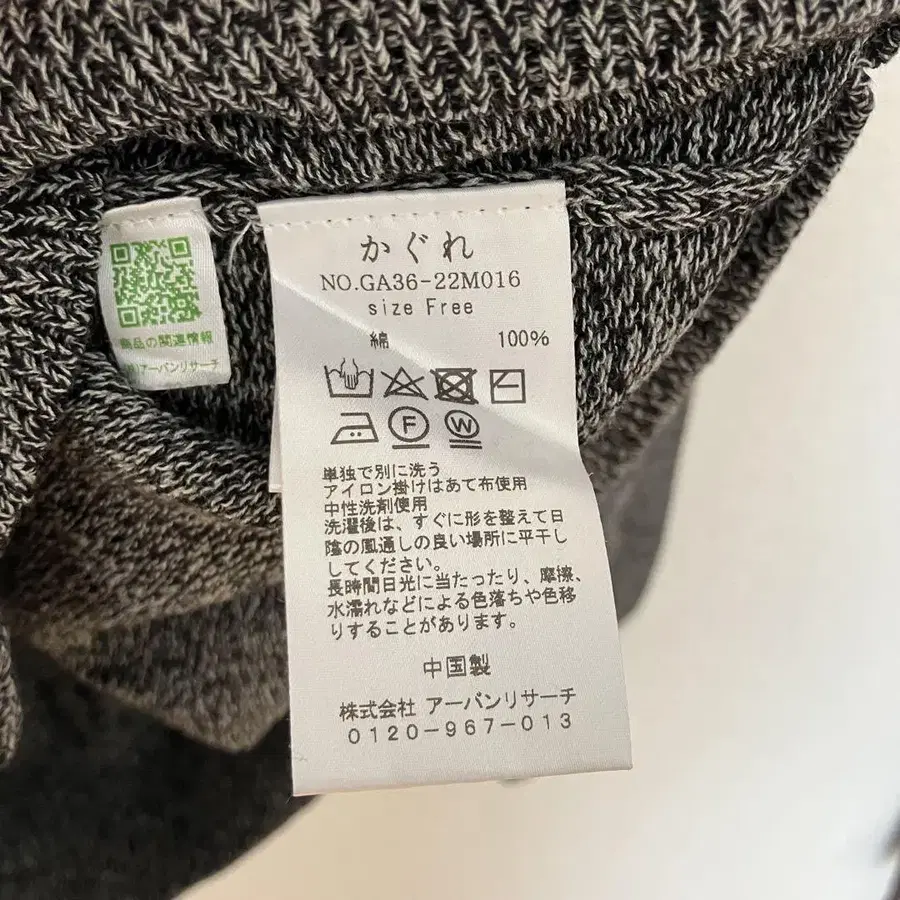 かぐれ
NO.GA36-22M016
size Free
綿 100%
F
W
単独で別に洗う
アイロン掛けはあて布使用
中性洗剤使用
洗濯後は、すぐに形を整えて日
陰の風通しの良い場所に平干し
してください。
長時間日光に当たったり、摩擦、
水濡れなどによる色落ちや色移
りすることがあります。
中国製
株式会社 アーバンリサーチ
0120-967-013
商品の関連情報
アーバンリサーチ